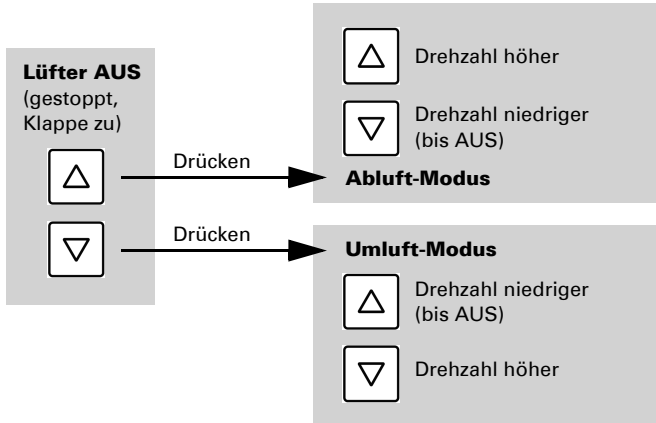 Lüfter AUS
(gestoppt,
Klappe zu)
Drücken
Drücken
Drehzahl höher
Drehzahl niedriger
(bis AUS)
Abluft-Modus
Umluft-Modus
Drehzahl niedriger
(bis AUS)
Drehzahl höher